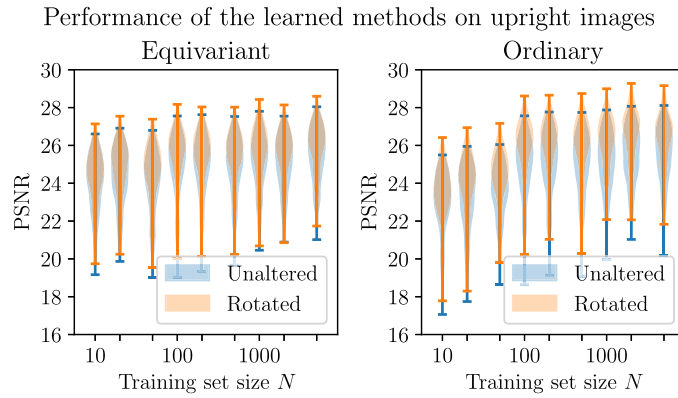 Performance of the learned methods on upright images
Equivariant
30
28
26
24
22
20
18
16
PSNR
Unaltered
Rotated
10
100
1000
Training set size N
Ordinary
30
28
26
24
22
20
18
16
PSNR
Unaltered
Rotated
10
100
1000
Training set size N